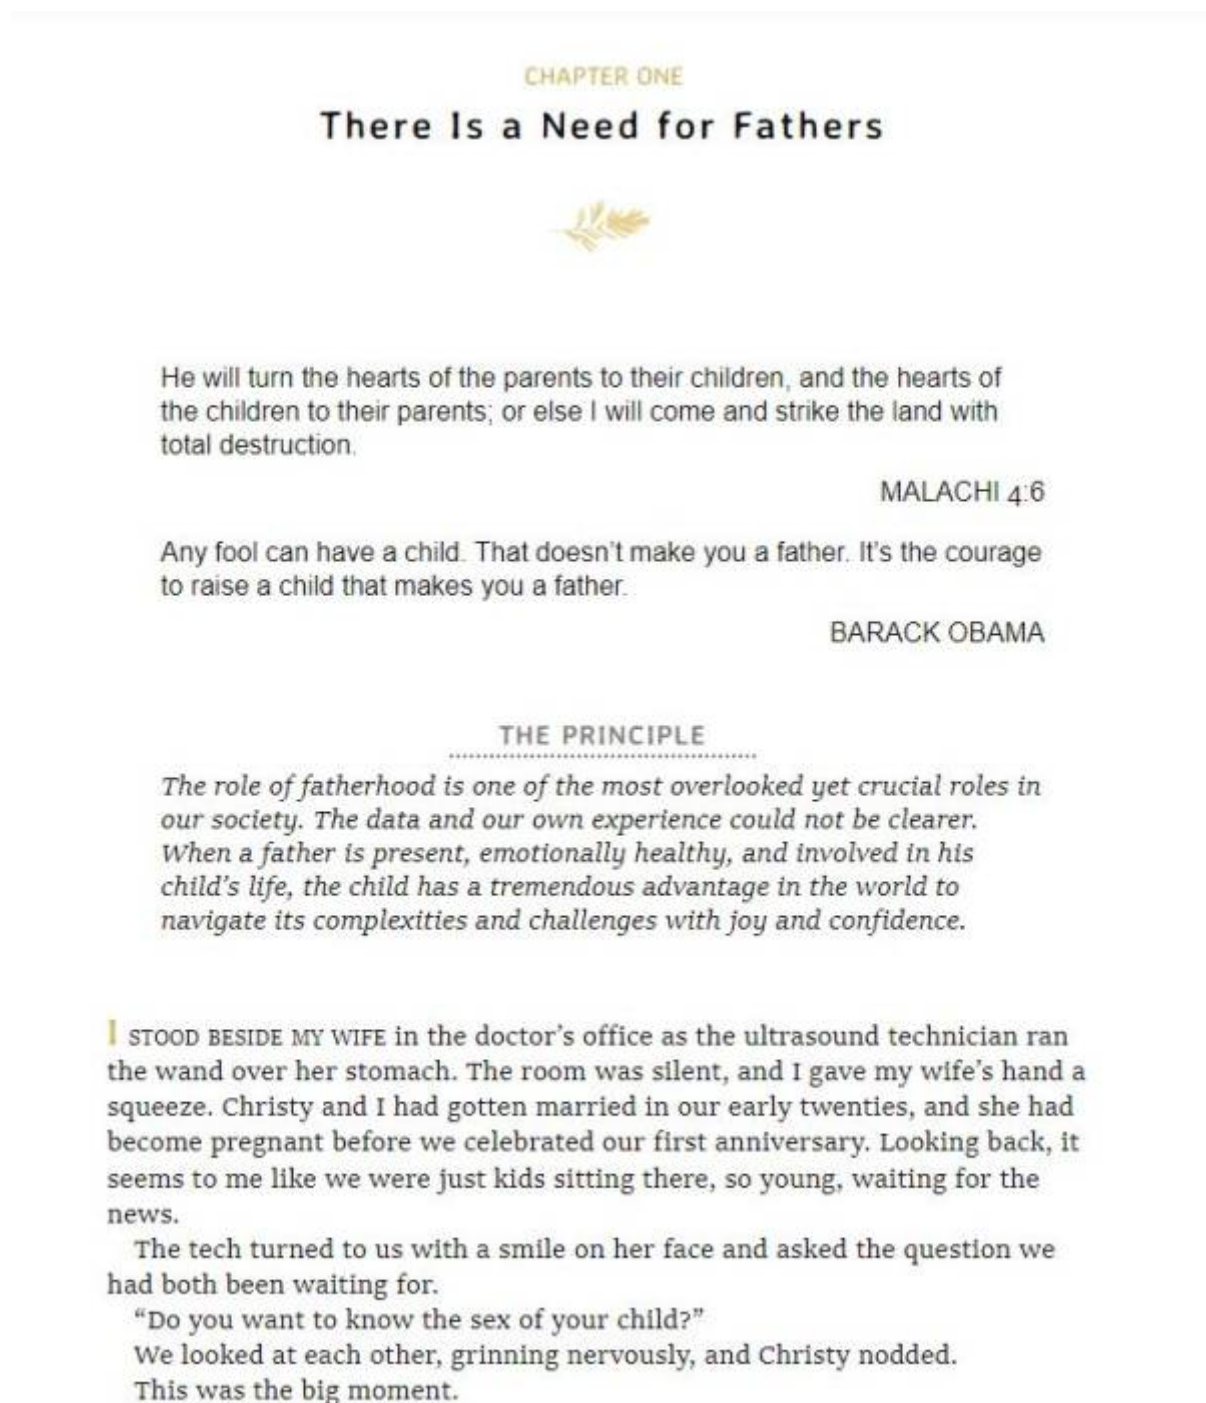 CHAPTER ONE
There Is a Need for Fathers
He will turn the hearts of the parents to their children, and the hearts of
the children to their parents; or else I will come and strike the land with
total destruction.
MALACHI 4:6
Any fool can have a child. That doesn’t make you a father. It’s the courage
to raise a child that makes you a father.
BARACK OBAMA
THE PRINCIPLE
The role of fatherhood is one of the most overlooked yet crucial roles in
our society. The data and our own experience could not be clearer.
When a father is present, emotionally healthy, and involved in his
child’s life, the child has a tremendous advantage in the world to
navigate its complexities and challenges with joy and confidence.
I STOOD BESIDE MY WIFE in the doctor’s office as the ultrasound technician ran
the wand over her stomach. The room was silent, and I gave my wife’s hand a
squeeze. Christy and I had gotten married in our early twenties, and she had
become pregnant before we celebrated our first anniversary. Looking back, it
seems to me like we were just kids sitting there, so young, waiting for the
news.
The tech turned to us with a smile on her face and asked the question we
had both been waiting for.
“Do you want to know the sex of your child?”
We looked at each other, grinning nervously, and Christy nodded.
This was the big moment.